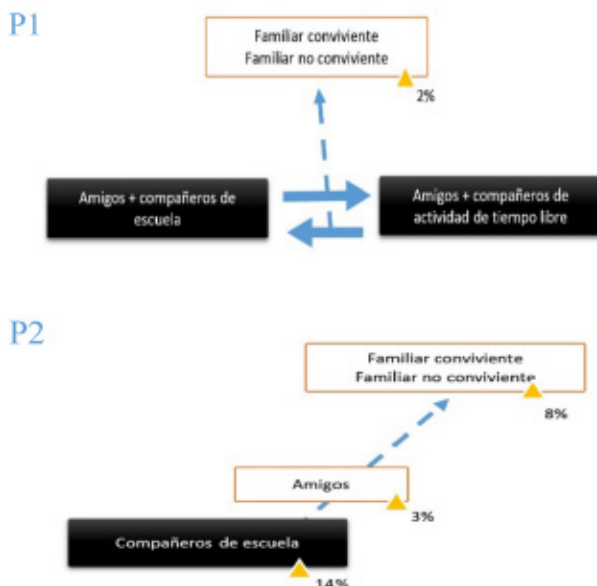 P1
Familiar conviviente
Familiar no conviviente
2%
Amigos + compañeros de
escuela
Amigos + compañeros de
actividad de tiempo libre
P2
Familiar conviviente
Familiar no conviviente
8%
Amigos
3%
Compañeros de escuela
14%